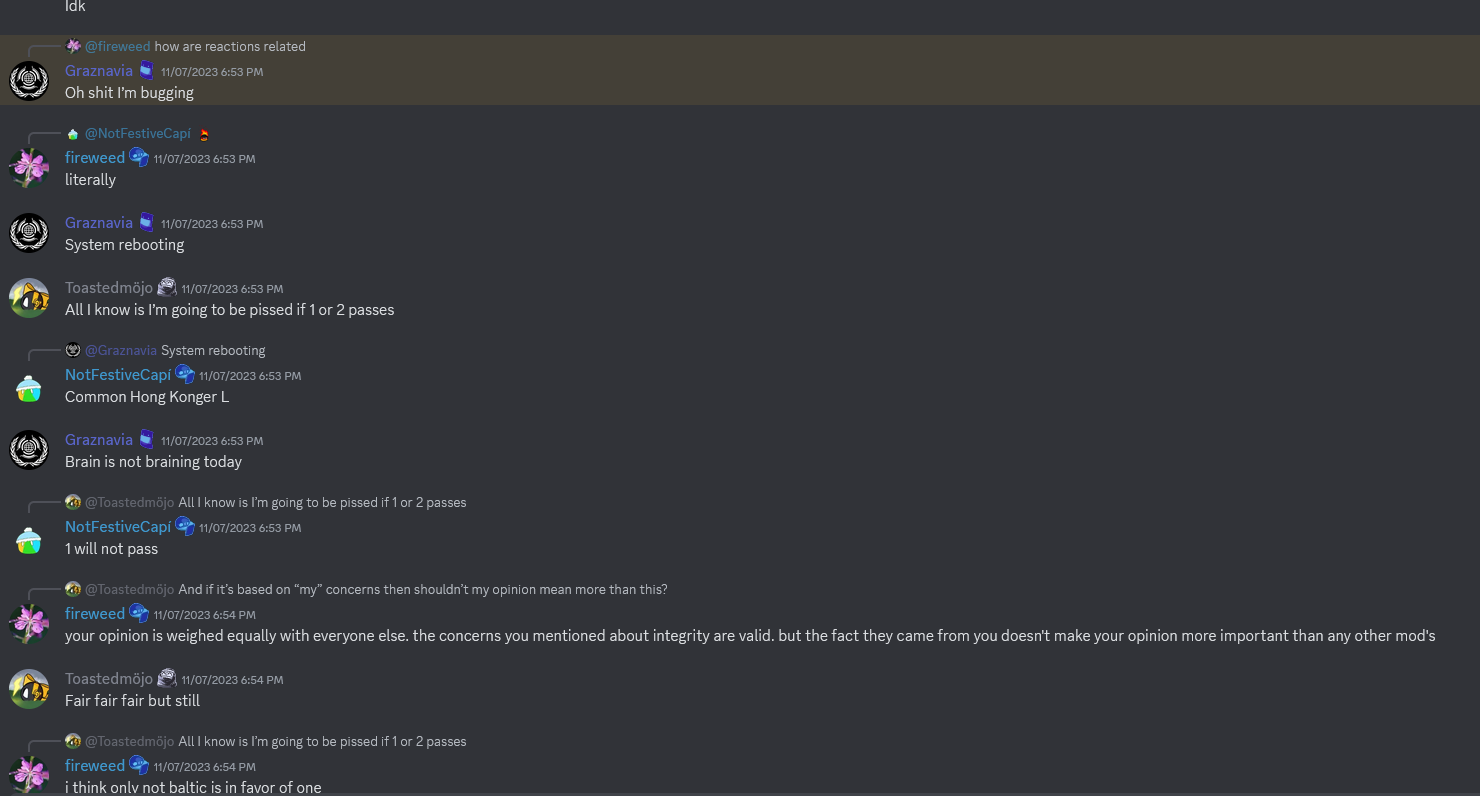 Idk
@fireweed how are reactions related
Graznavia 11/07/2023 6:53 PM
Oh shit I'm bugging
@NotFestiveCapí
fireweed 11/07/2023 6:53 PM
literally
Graznavia 11/07/2023 6:53 PM
System rebooting
Toastedmöjo 11/07/2023 6:53 PM
All I know is I'm going to be pissed if 1 or 2 passes
@Graznavia System rebooting
NotFestiveCapí 11/07/2023 6:53 PM
Common Hong Konger L
Graznavia 11/07/2023 6:53 PM
Brain is not braining today
@Toastedmöjo All I know is I'm going to be pissed if 1 or 2 passes
NotFestiveCapí 11/07/2023 6:53 PM
1 will not pass
@Toastedmöjo And if it's based on “my” concerns then shouldn't my opinion mean more than this?
fireweed 11/07/2023 6:54 PM
your opinion is weighed equally with everyone else. the concerns you mentioned about integrity are valid. but the fact they came from you doesn't make your opinion more important than any other mod's
Toastedmöjo 11/07/2023 6:54 PM
Fair fair fair but still
@Toastedmöjo All I know is I'm going to be pissed if 1 or 2 passes
fireweed 11/07/2023 6:54 PM
i think only not baltic is in favor of one